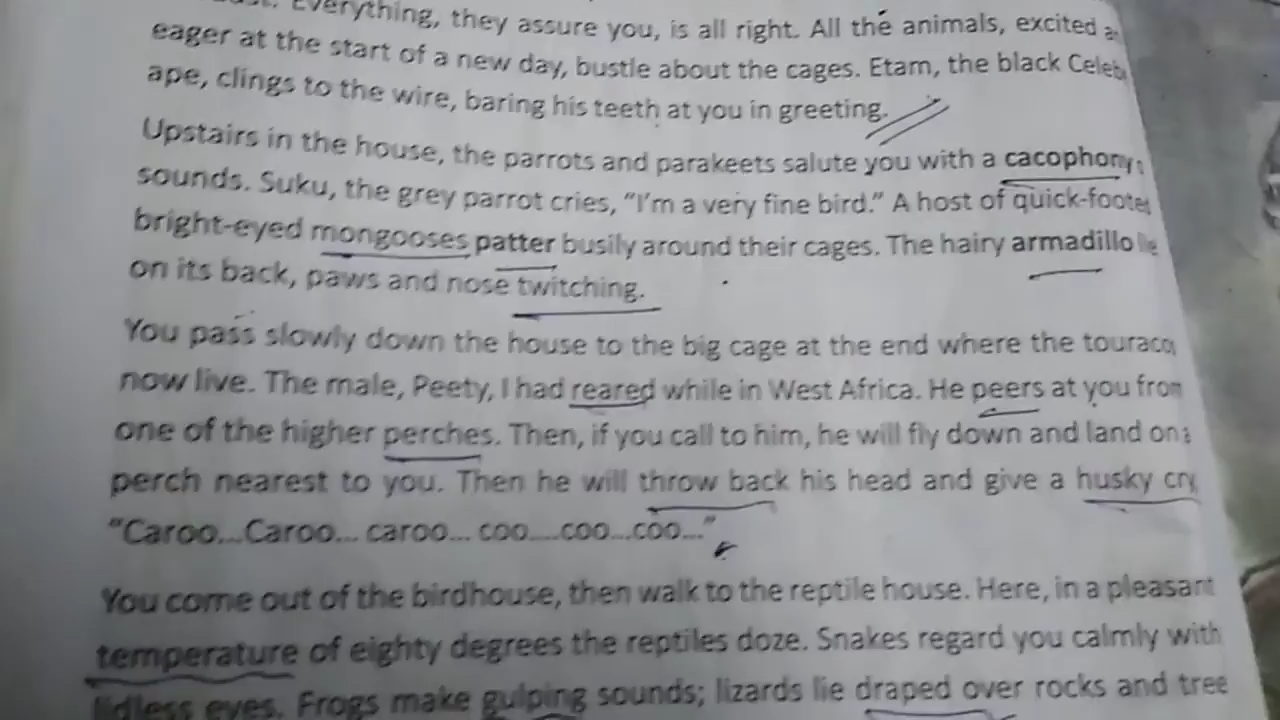 Everything, they assure you, is all right. All the animals, excited
eager at the start of a new day, bustle about the cages. Etam, the black Celeb
ape, clings to the wire, baring his teeth at you in greeting.
Upstairs in the house, the parrots and parakeets salute you with a cacophony
sounds. Suku, the grey parrot cries, “I’m a very fine bird.” A host of quick-foote
bright-eyed mongooses patter busily around their cages. The hairy armadillo lie
on its back, paws and nose twitching.
You pass slowly down the house to the big cage at the end where the touraco
now live. The male, Peety, I had reared while in West Africa. He peers at you from
one of the higher perches. Then, if you call to him, he will fly down and land on
perch nearest to you. Then he will throw back his head and give a husky cry
“Caroo...Caroo... caroo... coo....coo...coo...”
You come out of the birdhouse, then walk to the reptile house. Here, in a pleasant
temperature of eighty degrees the reptiles doze. Snakes regard you calmly with
lidless eyes. Frogs make gulping sounds; lizards lie draped over rocks and tree